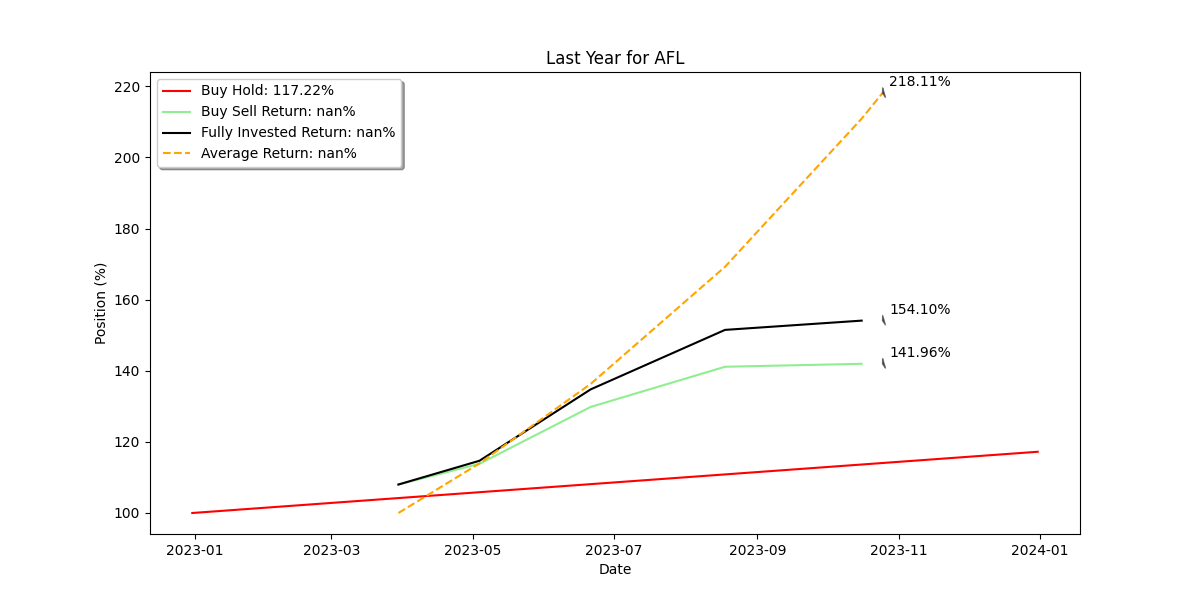 Last Year for AFL
Buy Hold: 117.22%
Buy Sell Return: nan%
Fully Invested Return: nan%
Average Return: nan%
218.11%
154.10%
141.96%
Position (%)
220
200
180
160
140
120
100
2023-01 2023-03 2023-05 2023-07 2023-09 2023-11 2024-01
Date